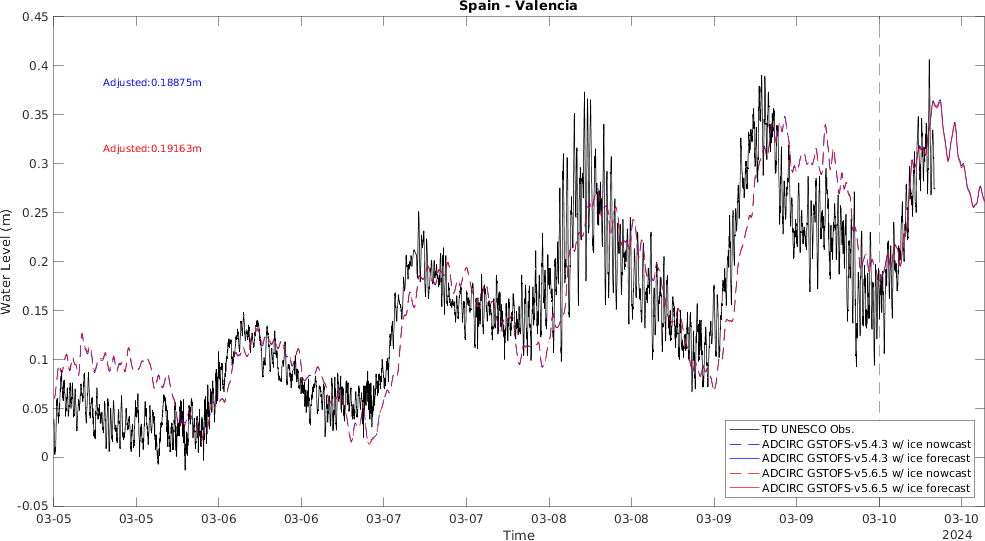 Spain - Valencia
0.45
0.4
0.35
0.3
0.25
0.2
0.15
0.1
0.05
0
-0.05
Water Level (m)
Adjusted:0.18875m
Adjusted:0.19163m
TD UNESCO Obs.
ADCIRC GSTOFS-v5.4.3 w/ ice nowcast
ADCIRC GSTOFS-v5.4.3 w/ ice forecast
ADCIRC GSTOFS-v5.6.5 w/ ice nowcast
ADCIRC GSTOFS-v5.6.5 w/ ice forecast
03-05 03-05 03-06 03-06 03-07 03-07 03-08 03-08 03-09 03-09 03-10 03-10
2024
Time